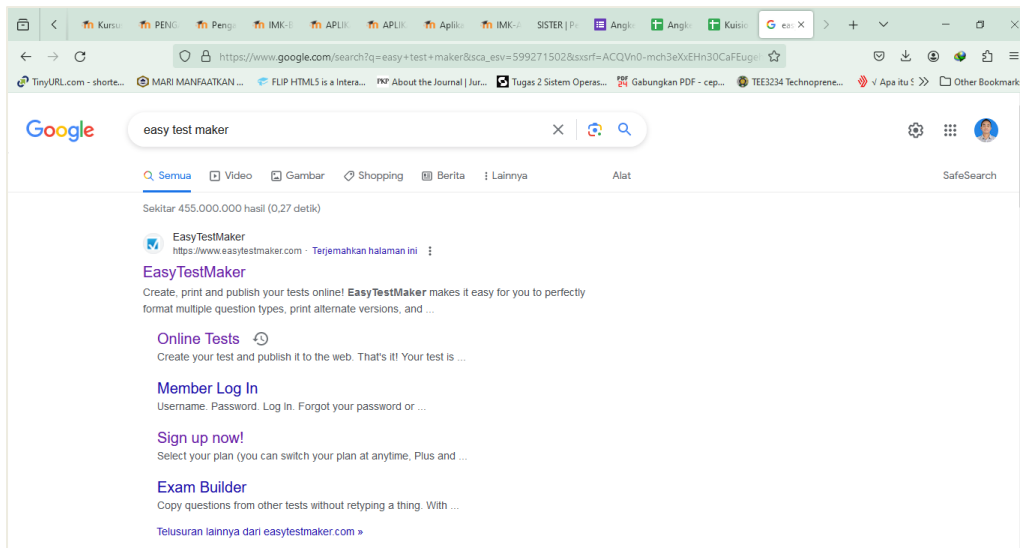 Kursu
PENG.
Penge
IMK-II
APLIK
APLIK.
Aplika
IMK-A
SISTER | Pe
Angke
Angke
Kuisio
eas
https://www.google.com/search?q=easy+test+maker&sca_esv=599271502&sxsrf=ACQVn0-mch3eXxEHn30CaFEugel
TinyURL.com - shorte...
MARI MANFAATKAN ...
FLIP HTML5 is a Intera...
About the Journal | Jur...
Tugas 2 Sistem Operas...
Gabungkan PDF - cep...
TEE3234 Technoprene...
√ Apa itu S
Other Bookmark
Google
easy test maker
Semua
Video
Gambar
Shopping
Berita
Lainnya
Alat
SafeSearch
Sekitar 455.000.000 hasil (0,27 detik)
EasyTestMaker
https://www.easytestmaker.com · Terjemahkan halaman ini
EasyTestMaker
Create, print and publish your tests online! EasyTestMaker makes it easy for you to perfectly
format multiple question types, print alternate versions, and ...
Online Tests
Create your test and publish it to the web. That's it! Your test is ...
Member Log In
Username. Password. Log In. Forgot your password or ...
Sign up now!
Select your plan (you can switch your plan at anytime, Plus and ...
Exam Builder
Copy questions from other tests without retyping a thing. With ...
Telusuran lainnya dari easytestmaker.com »